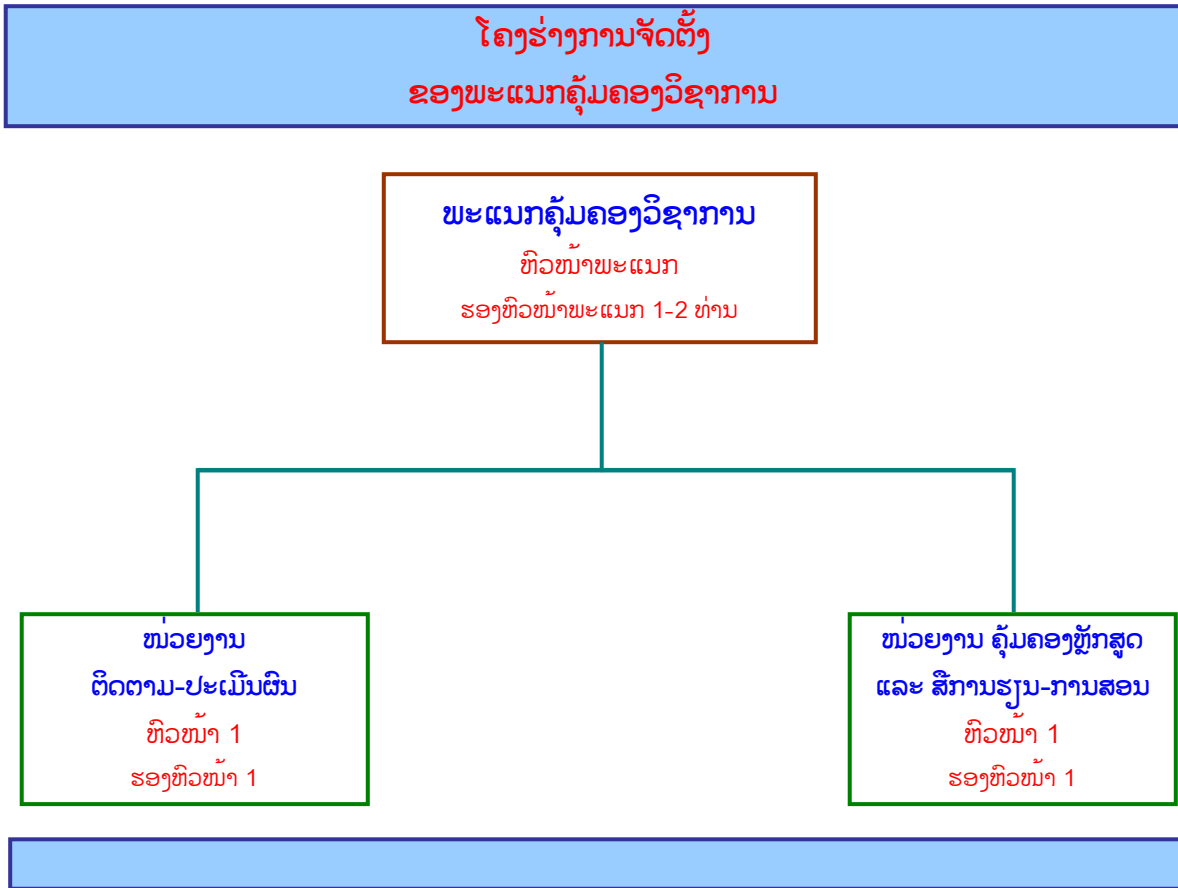 ໂຄງຮ່າງການຈັດຕັ້ງ
ຂອງພະແນກຄຸ້ມຄອງວິຊາການ
ພະແນກຄຸ້ມຄອງວິຊາການ
ຫົວໜ້າພະແນກ
ຮອງຫົວໜ້າພະແນກ 1-2 ທ່ານ
ໜ່ວຍງານ
ຕິດຕາມ-ປະເມີນຜົນ
ຫົວໜ້າ 1
ຮອງຫົວໜ້າ 1
ໜ່ວຍງານ ຄຸ້ມຄອງຫຼັກສູດ
ແລະ ສື່ການຮຽນ-ການສອນ
ຫົວໜ້າ 1
ຮອງຫົວໜ້າ 1